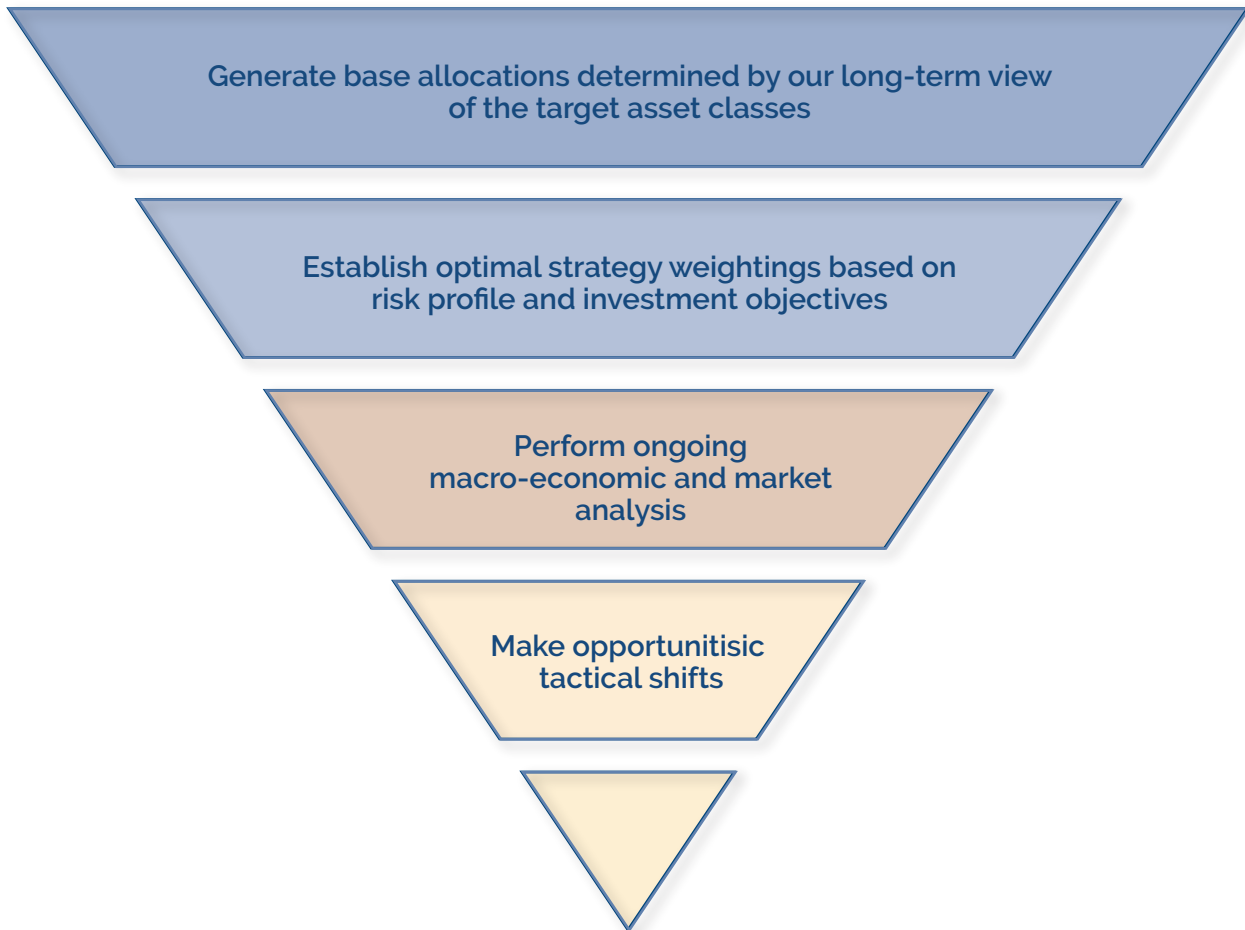 Generate base allocations determined by our long-term view
of the target asset classes
Establish optimal strategy weightings based on
risk profile and investment objectives
Perform ongoing
macro-economic and market
analysis
Make opportunitisic
tactical shifts